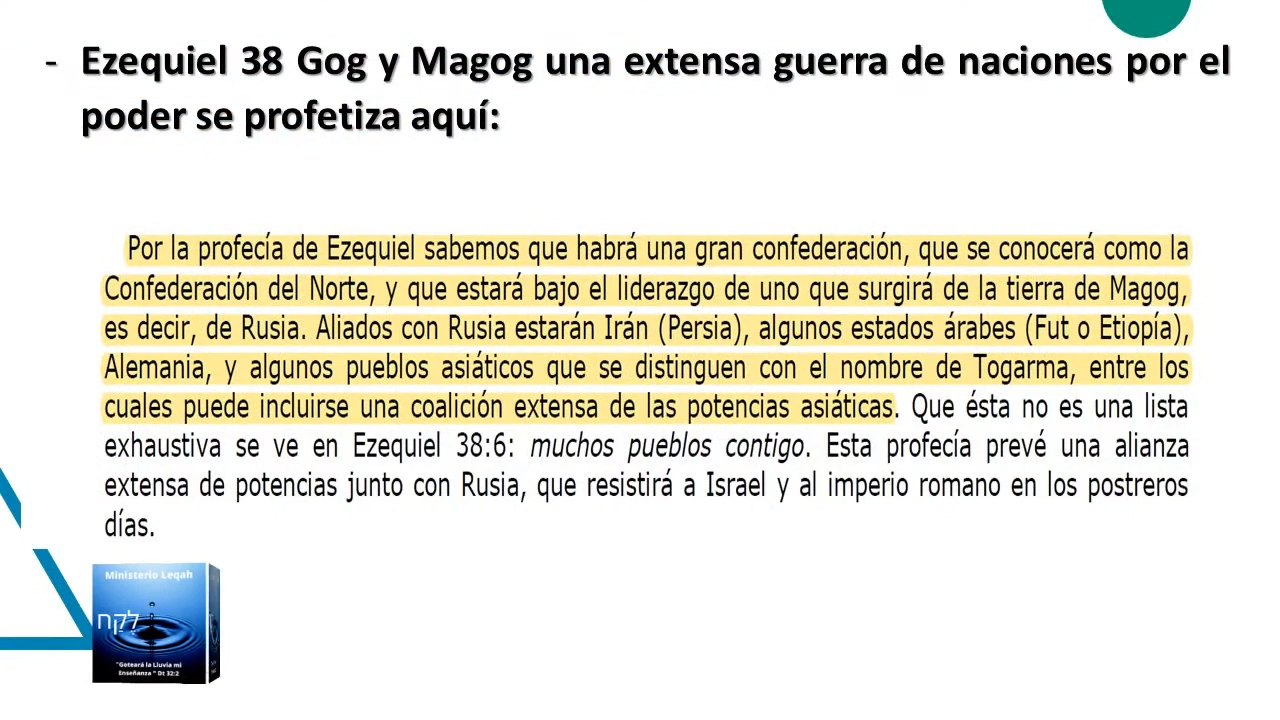 - Ezequiel 38 Gog y Magog una extensa guerra de naciones por el
poder se profetiza aquí:
Por la profecía de Ezequiel sabemos que habrá una gran confederación, que se conocerá como la
Confederación del Norte, y que estará bajo el liderazgo de uno que surgirá de la tierra de Magog,
es decir, de Rusia. Aliados con Rusia estarán Irán (Persia), algunos estados árabes (Fut o Etiopía),
Alemania, y algunos pueblos asiáticos que se distinguen con el nombre de Togarma, entre los
cuales puede incluirse una coalición extensa de las potencias asiáticas. Que ésta no es una lista
exhaustiva se ve en Ezequiel 38:6: muchos pueblos contigo. Esta profecía prevé una alianza
extensa de potencias junto con Rusia, que resistirá a Israel y al imperio romano en los postreros
días.
Ministerio Leqah
לֶקַח
"Goteará la Lluvia mi
Enseñanza " Dt 32:2